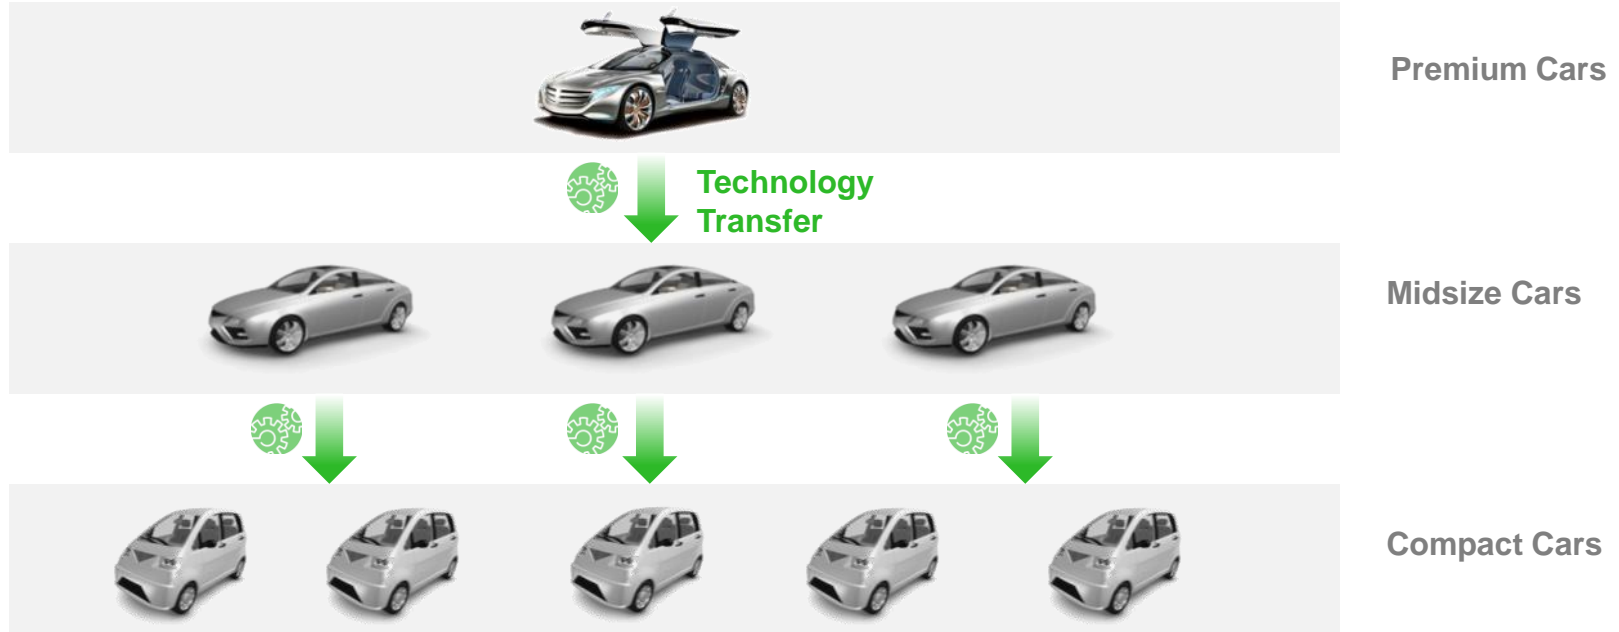 Premium Cars
Technology
Transfer
Midsize Cars
Compact Cars